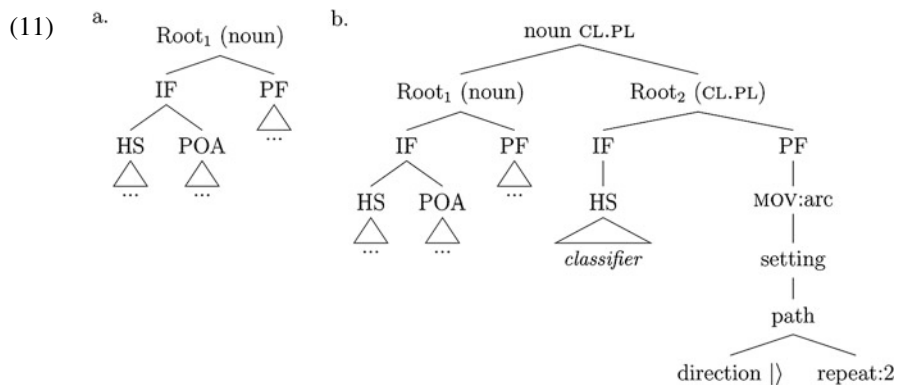 (11) a. b.
Root₁ (noun) noun CL.PL
IF PF Root₁ (noun) Root₂ (CL.PL)
HS POA ... IF PF IF PF
... ... HS POA ... HS MOV:arc
... ... classifier setting
path
direction |⟩ repeat:2